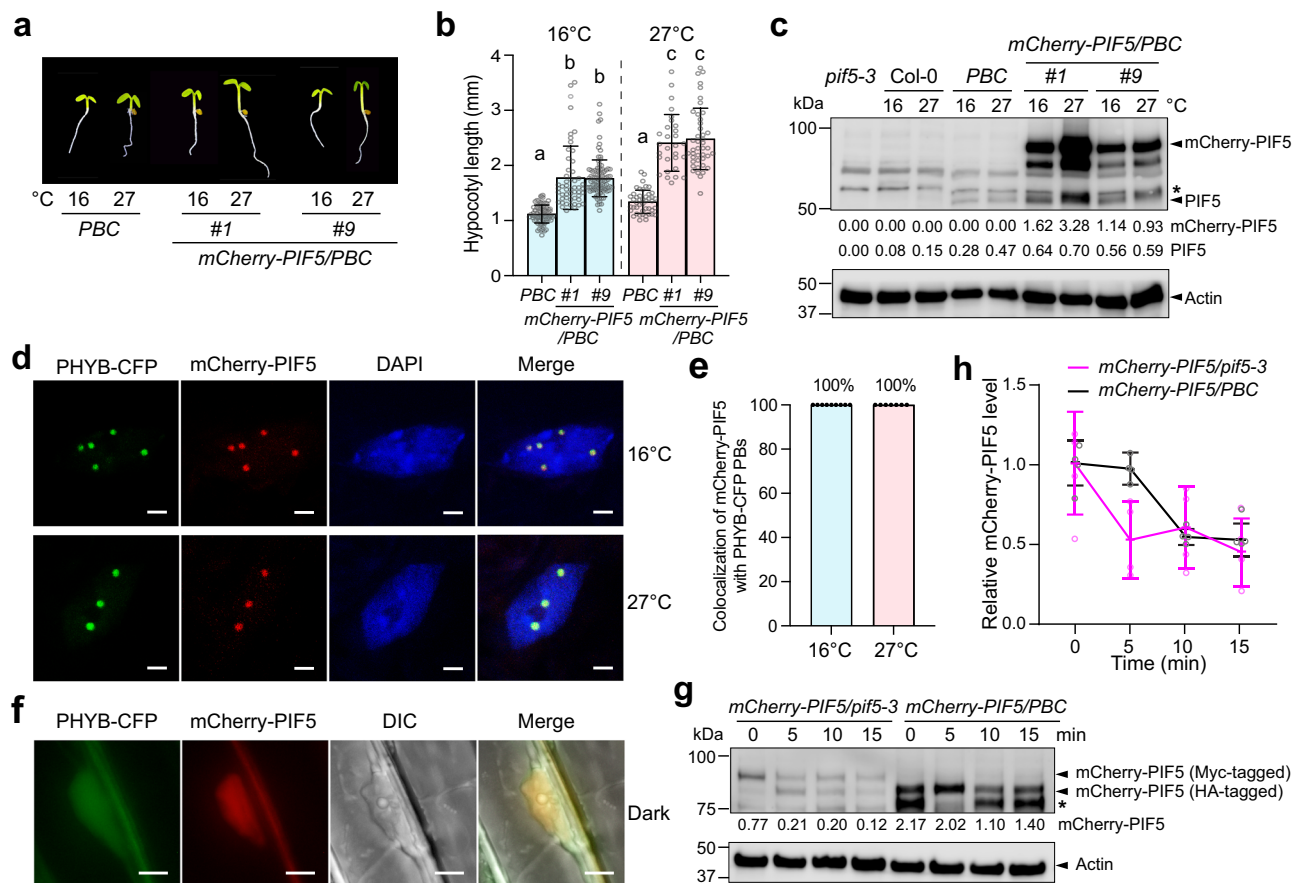 a
°C 16 27 16 27 16 27
PBC #1 #9
mCherry-PIF5/PBC
b
16°C 27°C
Hypocotyl length (mm)
4
3
2
1
0
a b b a c c
PBC #1 #9 PBC #1 #9
mCherry-PIF5 /PBC mCherry-PIF5 /PBC
c
mCherry-PIF5/PBC
pif5-3 Col-0 PBC #1 #9
kDa 16 27 16 27 16 27 16 27 °C
100
mCherry-PIF5
*
PIF5
50
0.00 0.00 0.00 0.00 0.00 1.62 3.28 1.14 0.93 mCherry-PIF5
0.00 0.08 0.15 0.28 0.47 0.64 0.70 0.56 0.59 PIF5
50
37
Actin
d
PHYB-CFP mCherry-PIF5 DAPI Merge
16°C
27°C
e
Colocalization of mCherry-PIF5
with PHYB-CFP PBs
100% 100%
100
80
60
40
20
0
16°C 27°C
h
mCherry-PIF5/pif5-3
mCherry-PIF5/PBC
Relative mCherry-PIF5 level
1.5
1.0
0.5
0.0
0 5 10 15
Time (min)
f
PHYB-CFP mCherry-PIF5 DIC Merge
Dark
g
mCherry-PIF5/pif5-3 mCherry-PIF5/PBC
kDa 0 5 10 15 0 5 10 15 min
100
mCherry-PIF5 (Myc-tagged)
mCherry-PIF5 (HA-tagged)
*
75
0.77 0.21 0.20 0.12 2.17 2.02 1.10 1.40 mCherry-PIF5
50
37
Actin